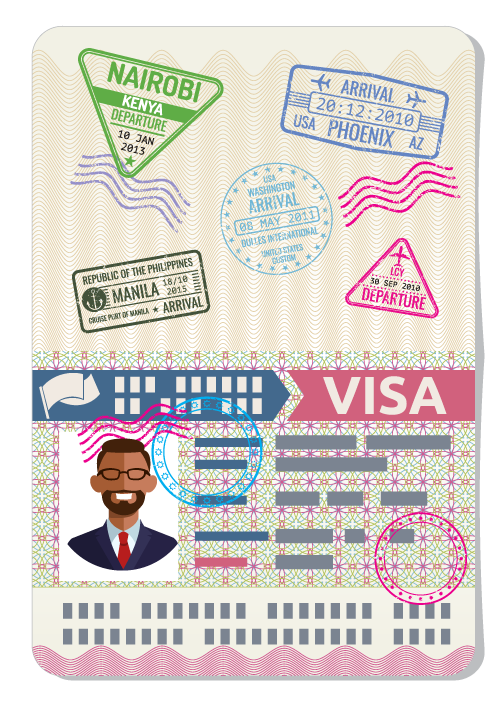 NAIROBI
KENYA
DEPARTURE
10 JAN
2013
ARRIVAL
20:12:2010
USA PHOENIX AZ
USA
WASHINGTON
ARRIVAL
08 MAY 2011
DULLES INTERNATIONAL
UNITED STATES
CUSTOM
LCY
30 SEP 2010
DEPARTURE
REPUBLIC OF THE PHILIPPINES
MANILA 18/10
2015
CRUISE PORT OF MANILA ★ ARRIVAL
VISA